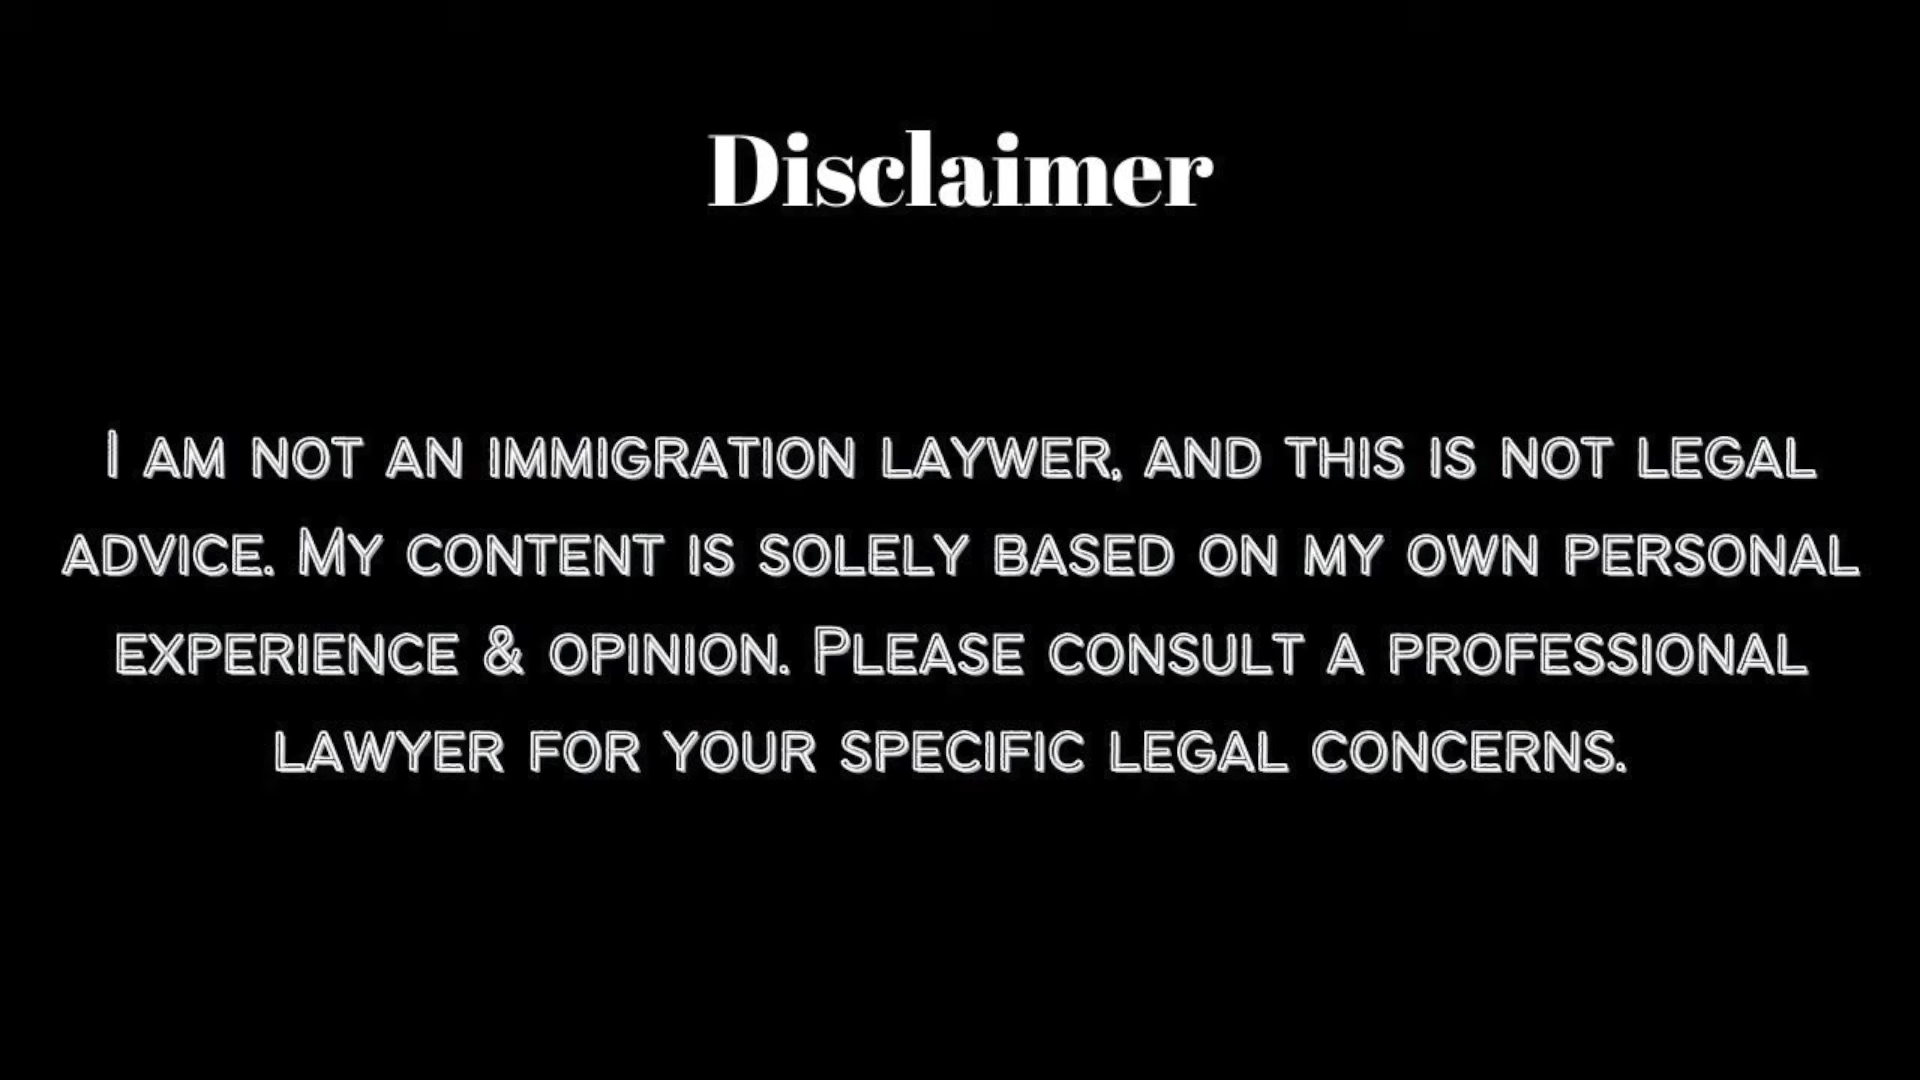 Disclaimer
I am not an immigration laywer, and this is not legal
advice. My content is solely based on my own personal
experience & opinion. Please consult a professional
lawyer for your specific legal concerns.